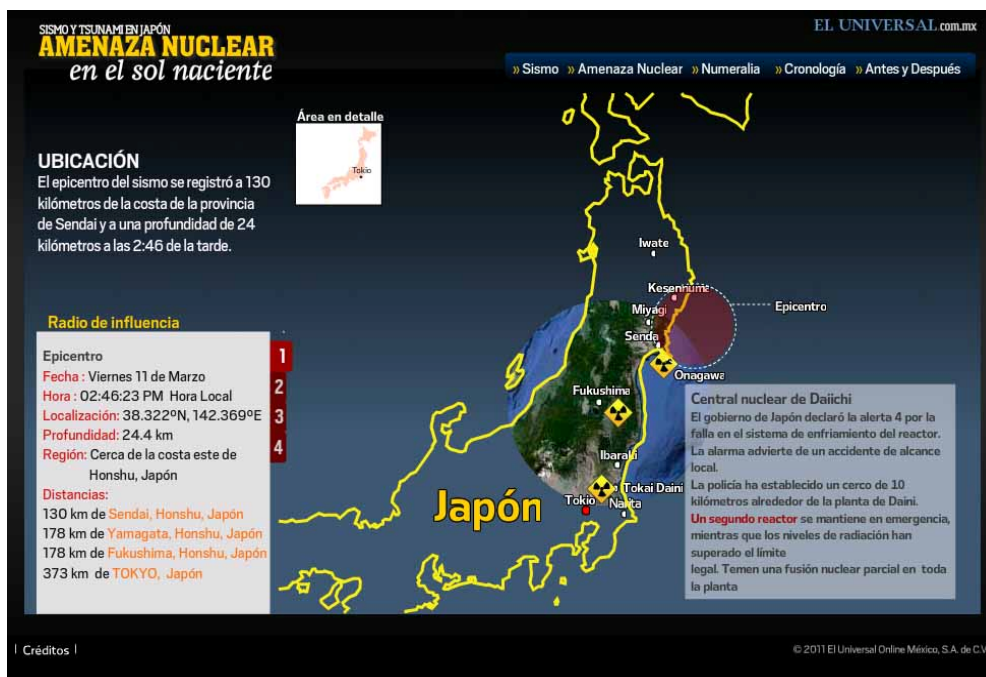 SISMO Y TSUNAMI EN JAPÓN
AMENAZA NUCLEAR
en el sol naciente
EL UNIVERSAL.com.mx
» Sismo » Amenaza Nuclear » Numeralia » Cronología » Antes y Después
Área en detalle
Tokio
UBICACIÓN
El epicentro del sismo se registró a 130
kilómetros de la costa de la provincia
de Sendai y a una profundidad de 24
kilómetros a las 2:46 de la tarde.
Radio de influencia
Epicentro
Fecha : Viernes 11 de Marzo
Hora : 02:46:23 PM Hora Local
Localización: 38.322ºN, 142.369ºE
Profundidad: 24.4 km
Región: Cerca de la costa este de
Honshu, Japón
Distancias:
130 km de Sendai, Honshu, Japón
178 km de Yamagata, Honshu, Japón
178 km de Fukushima, Honshu, Japón
373 km de TOKYO, Japón
1
2
3
4
Iwate
Kesennuma
Miyagi
Senda
Epicentro
Onagawa
Fukushima
Ibaraki
Tokai Daini
Tokio
Narita
Japón
Central nuclear de Daiichi
El gobierno de Japón declaró la alerta 4 por la
falla en el sistema de enfriamiento del reactor.
La alarma advierte de un accidente de alcance
local.
La policía ha establecido un cerco de 10
kilómetros alrededor de la planta de Daini.
Un segundo reactor se mantiene en emergencia,
mientras que los niveles de radiación han
superado el límite
legal. Temen una fusión nuclear parcial en toda
la planta
| Créditos |
© 2011 El Universal Online México, S.A. de C.V